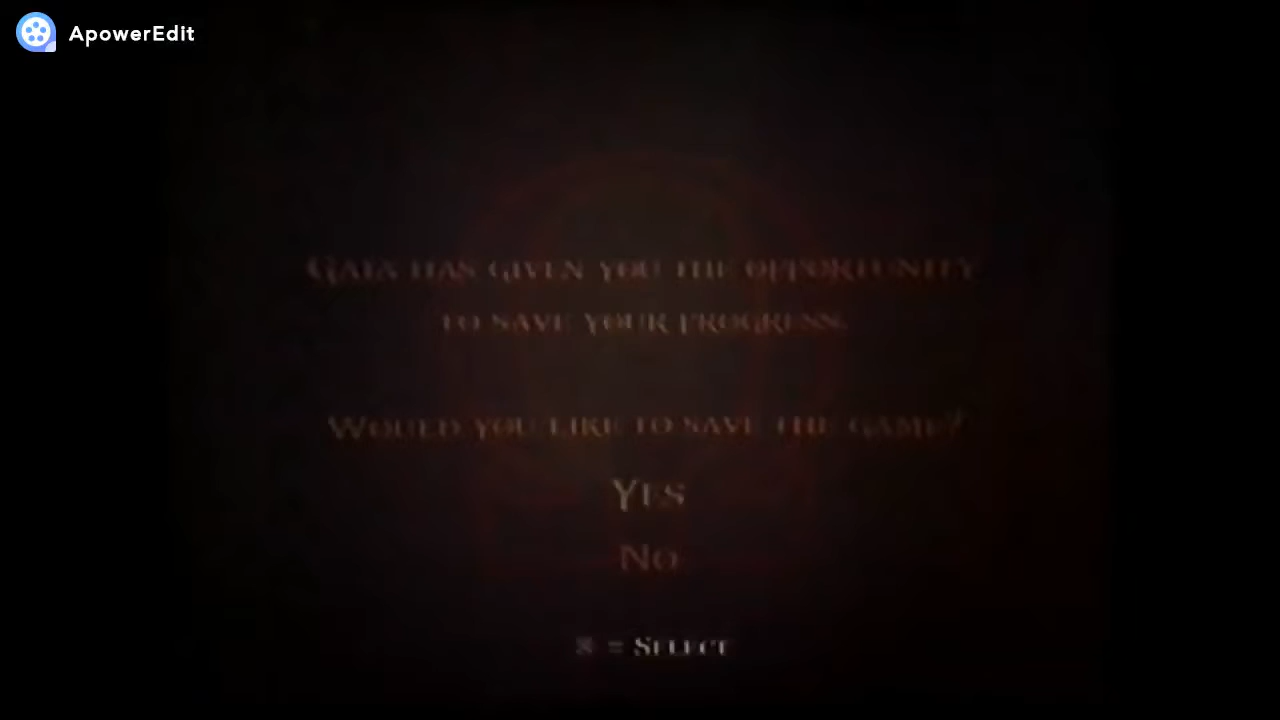 ApowerEdit
Gaia has given you the opportunity
to save your progress.
Would you like to save the game?
Yes
No
= Select